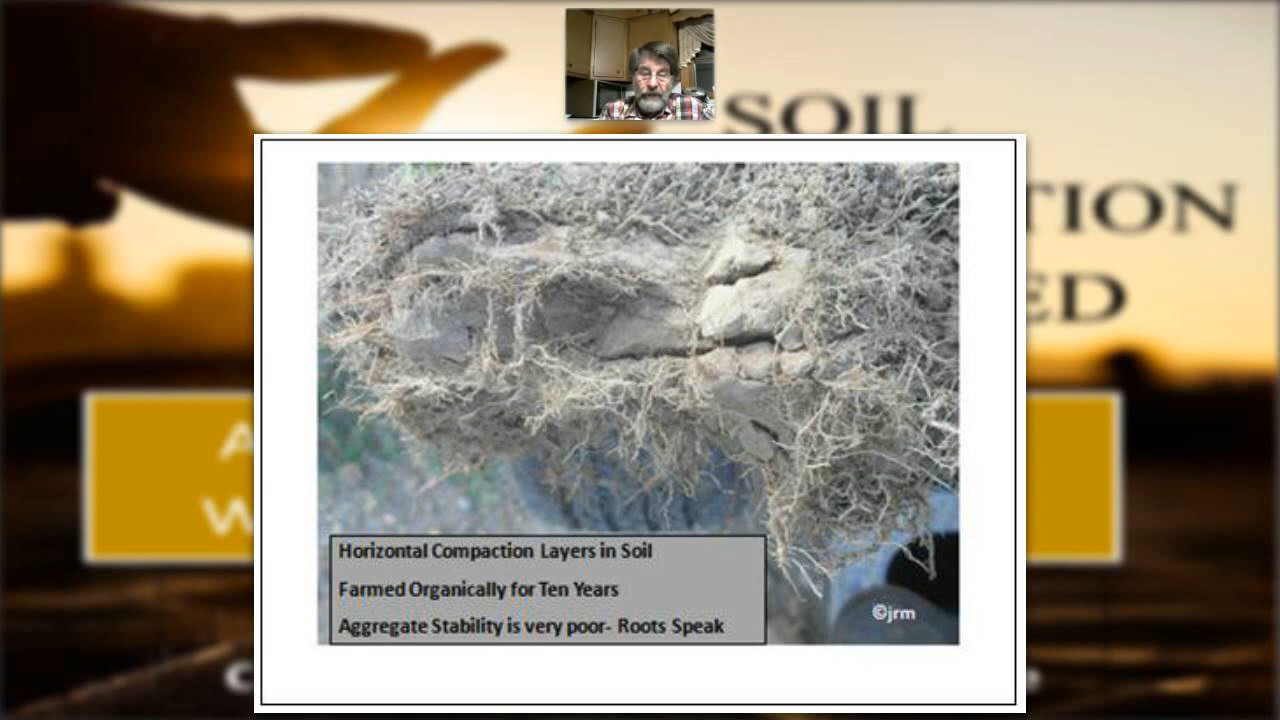 SOIL
TION
ED
A
W
Horizontal Compaction Layers in Soil
Farmed Organically for Ten Years
Aggregate Stability is very poor- Roots Speak
©jrm